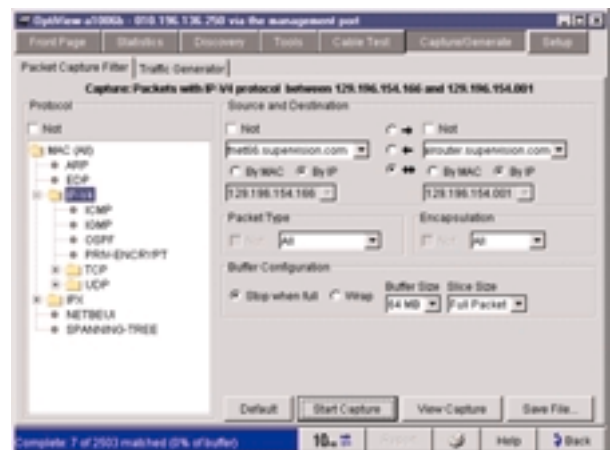 OptiView a1006b - 010.196.136.250 via the management port
Front Page Statistics Discovery Tools Cable Test Capture/Generate Setup
Packet Capture Filter Traffic Generator
Capture: Packets with IP-V4 protocol between 129.196.154.166 and 129.196.154.001
Protocol
Not
MAC (All)
ARP
EDP
IP-V4
ICMP
IGMP
OSPF
PRIV-ENCRYPT
TCP
UDP
IPX
NETBEUI
SPANNING-TREE
Source and Destination
Not Not
.supervision.com .supervision.com
By MAC By IP By MAC By IP
129.196.154.166 129.196.154.001
Packet Type Encapsulation
Not All Not All
Buffer Configuration
Stop when full Wrap
Buffer Size Slice Size
64 MB Full Packet
Default Start Capture View Capture Save File...
Complete: 7 of 2503 matched (0% of buffer) 10 Help Back